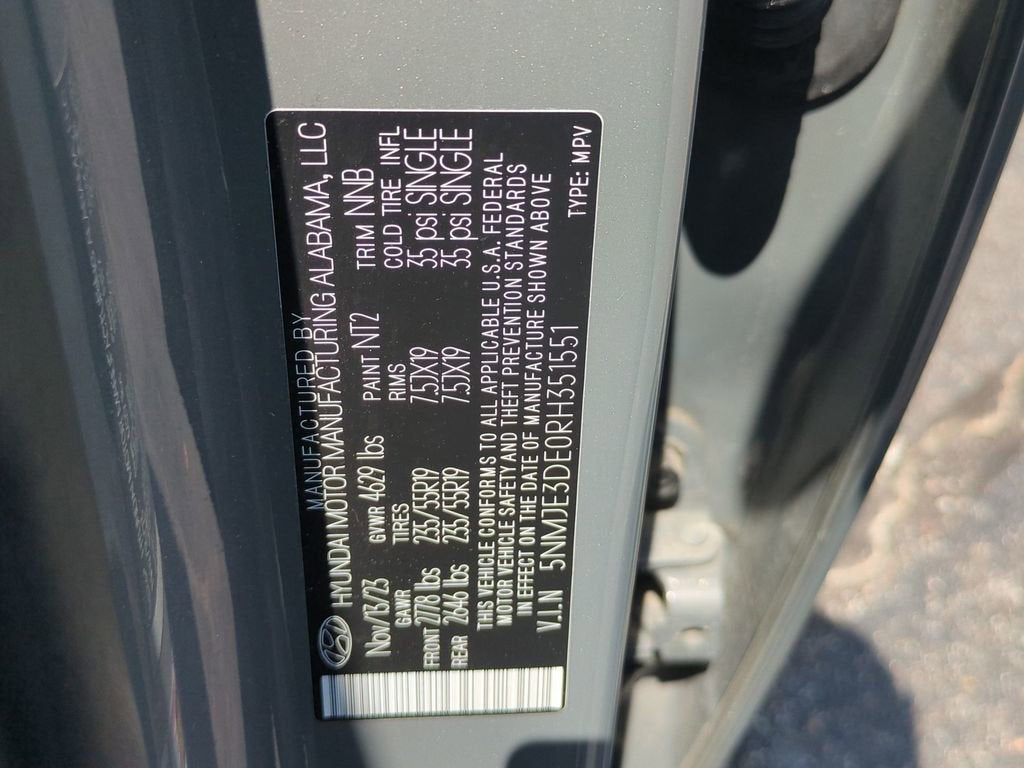 MANUFACTURED BY
HYUNDAI MOTOR MANUFACTURING ALABAMA, LLC
Nov/13/23 GVWR 4629 lbs PAINT NT2 TRIM NNB
GAWR TIRES RIMS COLD TIRE INFL
FRONT 2778 lbs 235/55R19 7.5JX19 35 psi SINGLE
REAR 2646 lbs 235/55R19 7.5JX19 35 psi SINGLE
THIS VEHICLE CONFORMS TO ALL APPLICABLE U.S.A. FEDERAL
MOTOR VEHICLE SAFETY AND THEFT PREVENTION STANDARDS
IN EFFECT ON THE DATE OF MANUFACTURE SHOWN ABOVE
V.I.N 5NMJE3DE0RH351551
TYPE: MPV